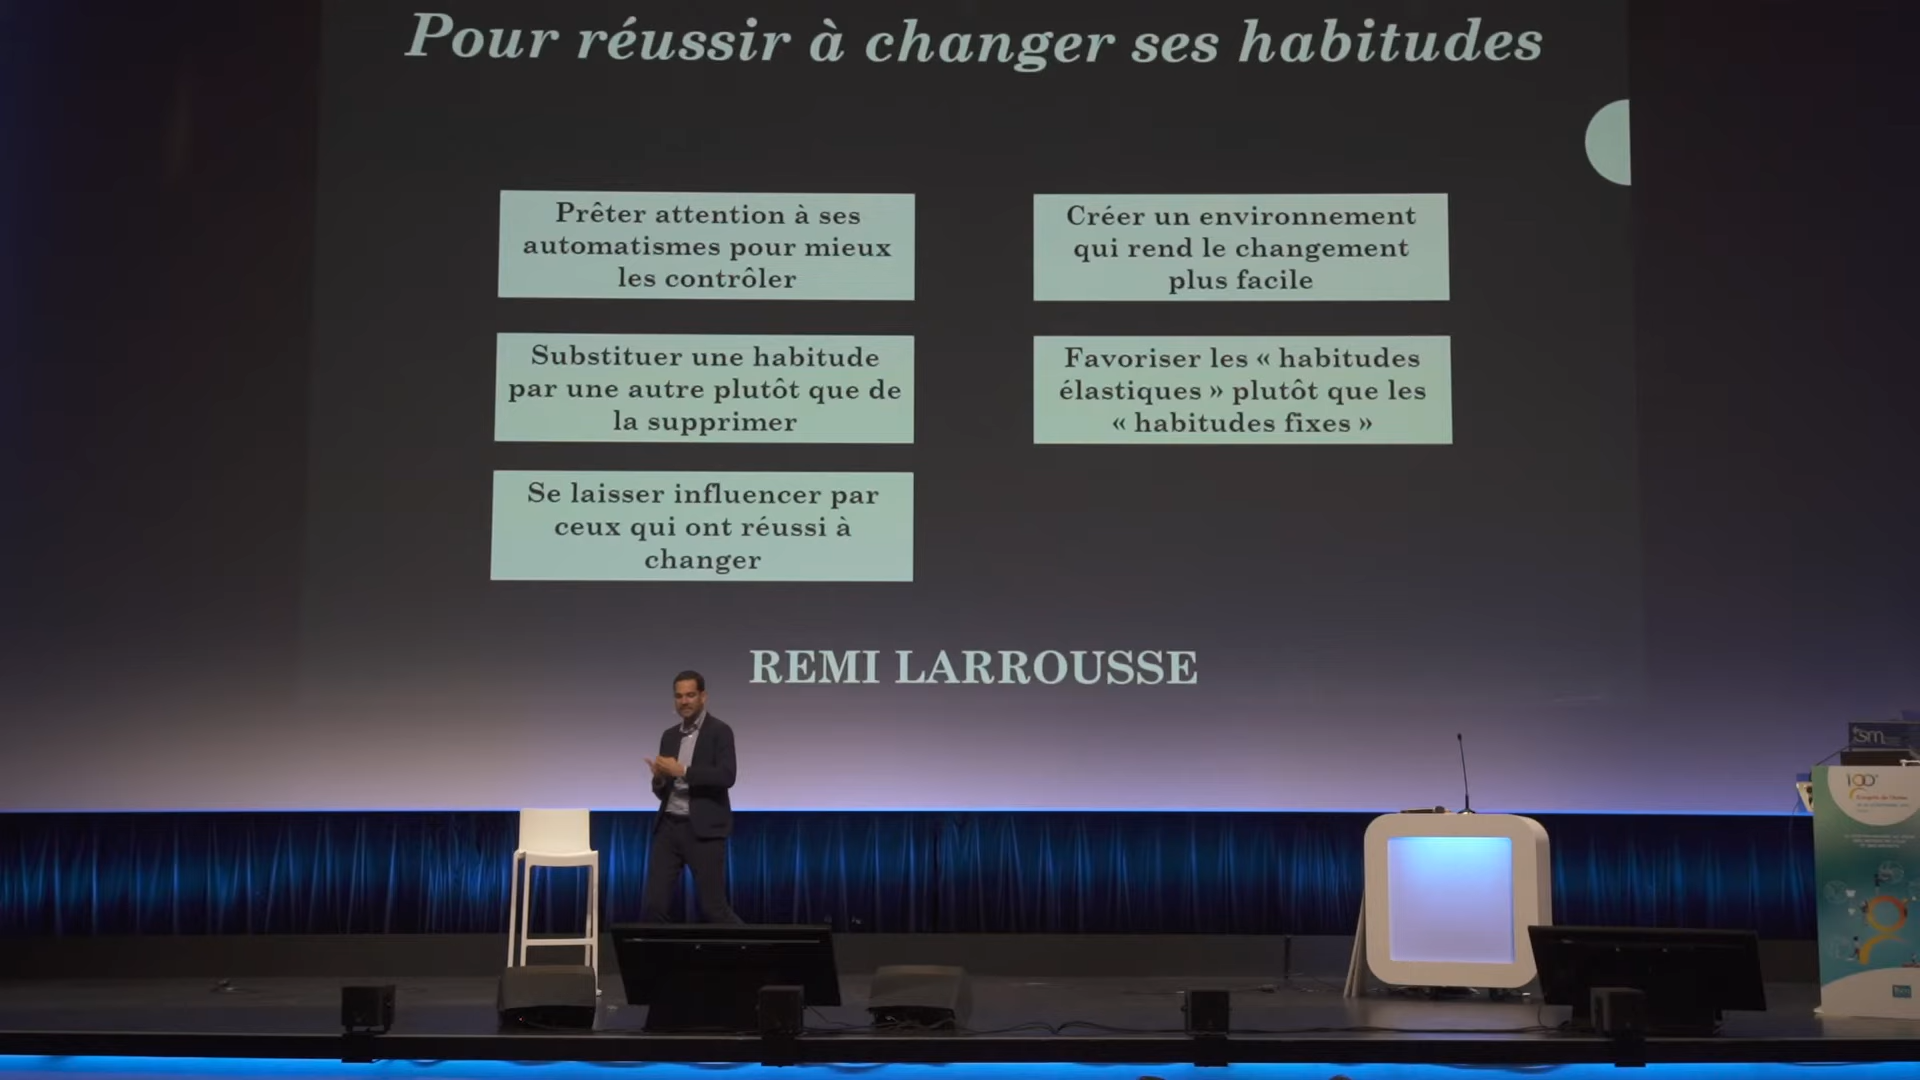 Pour réussir à changer ses habitudes
Prêter attention à ses
automatismes pour mieux
les contrôler
Créer un environnement
qui rend le changement
plus facile
Substituer une habitude
par une autre plutôt que de
la supprimer
Favoriser les « habitudes
élastiques » plutôt que les
« habitudes fixes »
Se laisser influencer par
ceux qui ont réussi à
changer
REMI LARROUSSE
sm
100